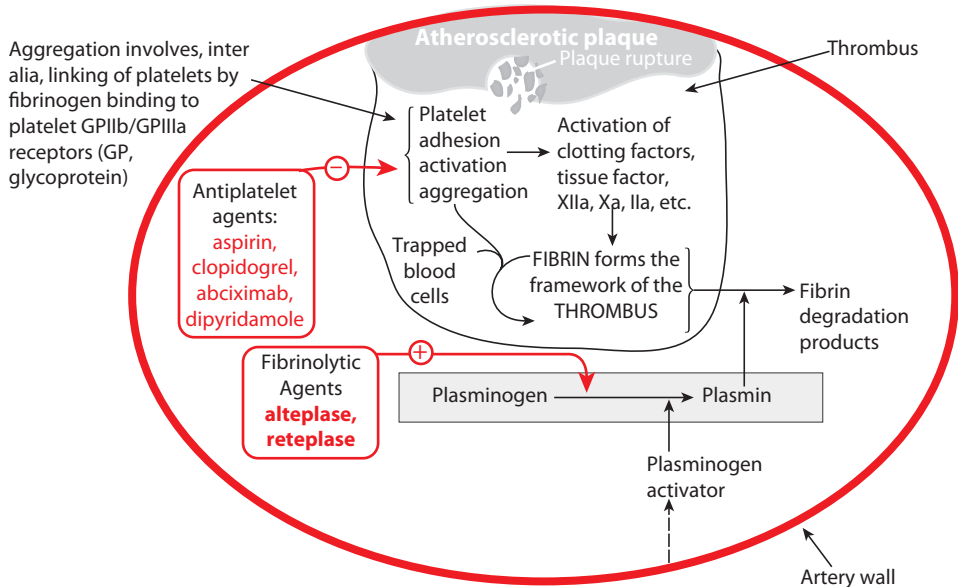 Atherosclerotic plaque
Plaque rupture
Thrombus
Aggregation involves, inter
alia, linking of platelets by
fibrinogen binding to
platelet GPIIb/GPIIIa
receptors (GP,
glycoprotein)
Platelet
adhesion
activation
aggregation
Activation of
clotting factors,
tissue factor,
XIIa, Xa, IIa, etc.
−
Antiplatelet
agents:
aspirin,
clopidogrel,
abciximab,
dipyridamole
Trapped
blood
cells
FIBRIN forms the
framework of the
THROMBUS
Fibrin
degradation
products
+
Fibrinolytic
Agents
alteplase,
reteplase
Plasminogen
Plasmin
Plasminogen
activator
Artery wall